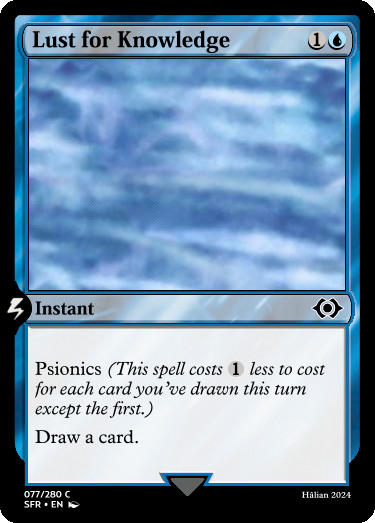 Lust for Knowledge 1
Instant
Psionics (This spell costs 1 less to cost
for each card you've drawn this turn
except the first.)
Draw a card.
077/280 C
SFR • EN
Hålian 2024